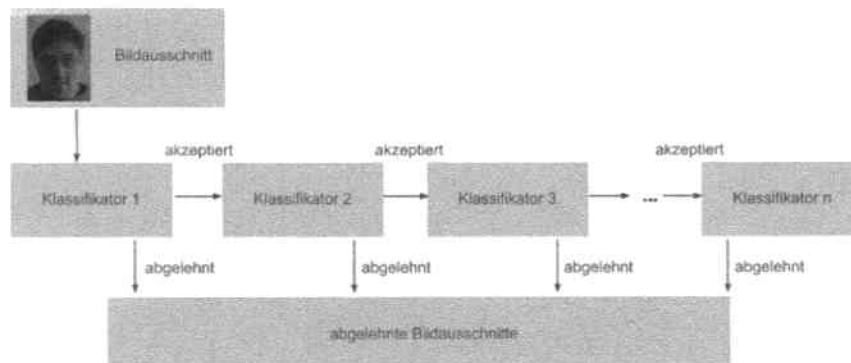 Bildausschnitt
akzeptiert akzeptiert akzeptiert
Klassifikator 1 Klassifikator 2 Klassifikator 3 ... Klassifikator n
abgelehnt abgelehnt abgelehnt abgelehnt
abgelehnte Bildausschnitte